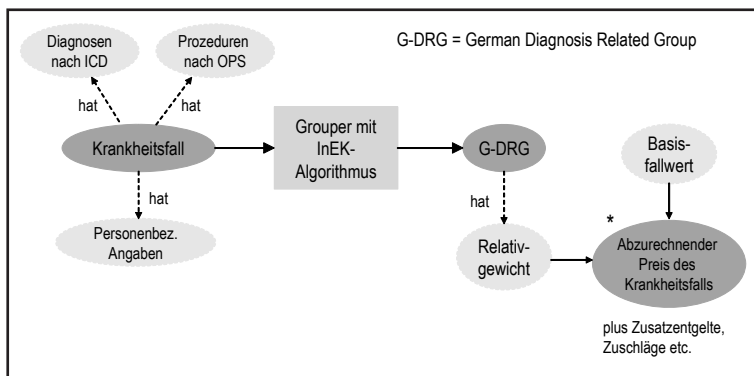 Diagnosen
nach ICD
Prozeduren
nach OPS
G-DRG = German Diagnosis Related Group
hat
hat
Krankheitsfall
Grouper mit
InEK-
Algorithmus
G-DRG
Basis-
fallwert
hat
hat
Personenbez.
Angaben
Relativ-
gewicht
*
Abzurechnender
Preis des
Krankheitsfalls
plus Zusatzentgelte,
Zuschläge etc.